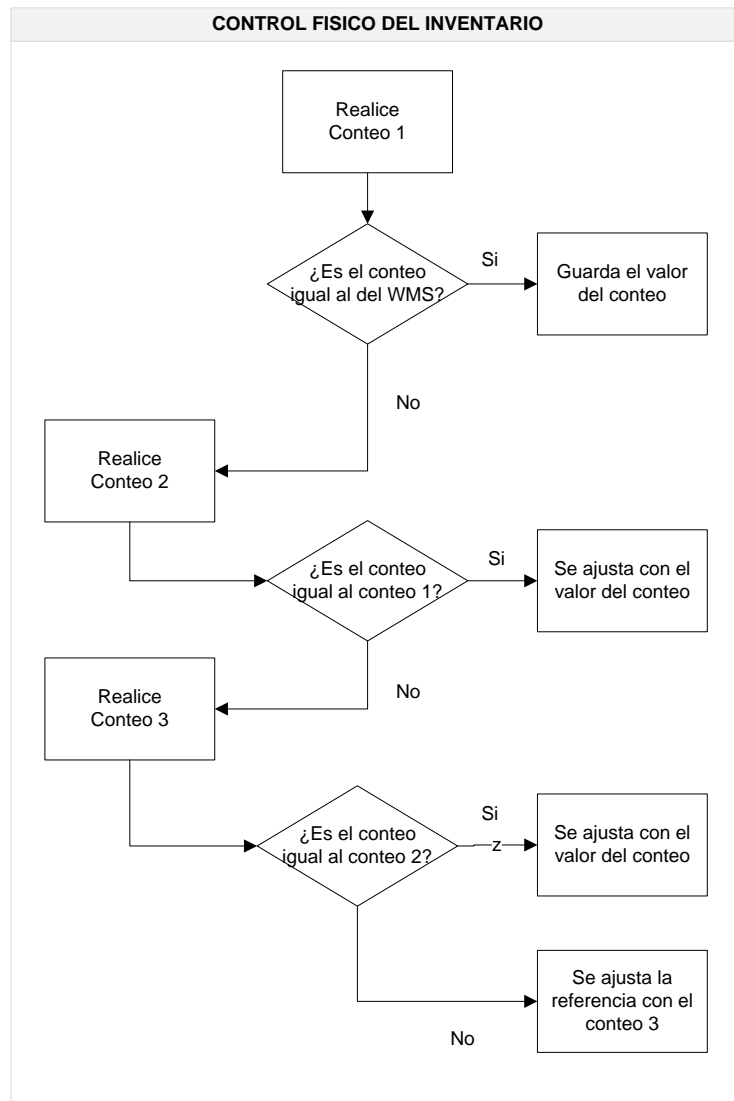 CONTROL FISICO DEL INVENTARIO
Realice
Conteo 1
¿Es el conteo
igual al del WMS?
Si
Guarda el valor
del conteo
No
Realice
Conteo 2
¿Es el conteo
igual al conteo 1?
Si
Se ajusta con el
valor del conteo
No
Realice
Conteo 3
¿Es el conteo
igual al conteo 2?
Si
z
Se ajusta con el
valor del conteo
No
Se ajusta la
referencia con el
conteo 3